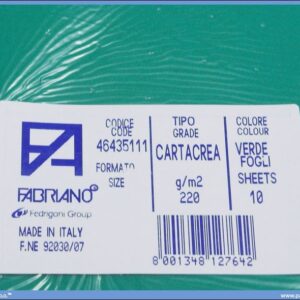 CODICE
CODE
46435111
FORMATO
SIZE
TIPO
GRADE
CARTACREA
g/m2
220
COLORE
COLOUR
VERDE
FOGLI
SHEETS
10
FABRIANO
Fedrigoni Group
MADE IN ITALY
F.NE 92030/07
8 001348 127642